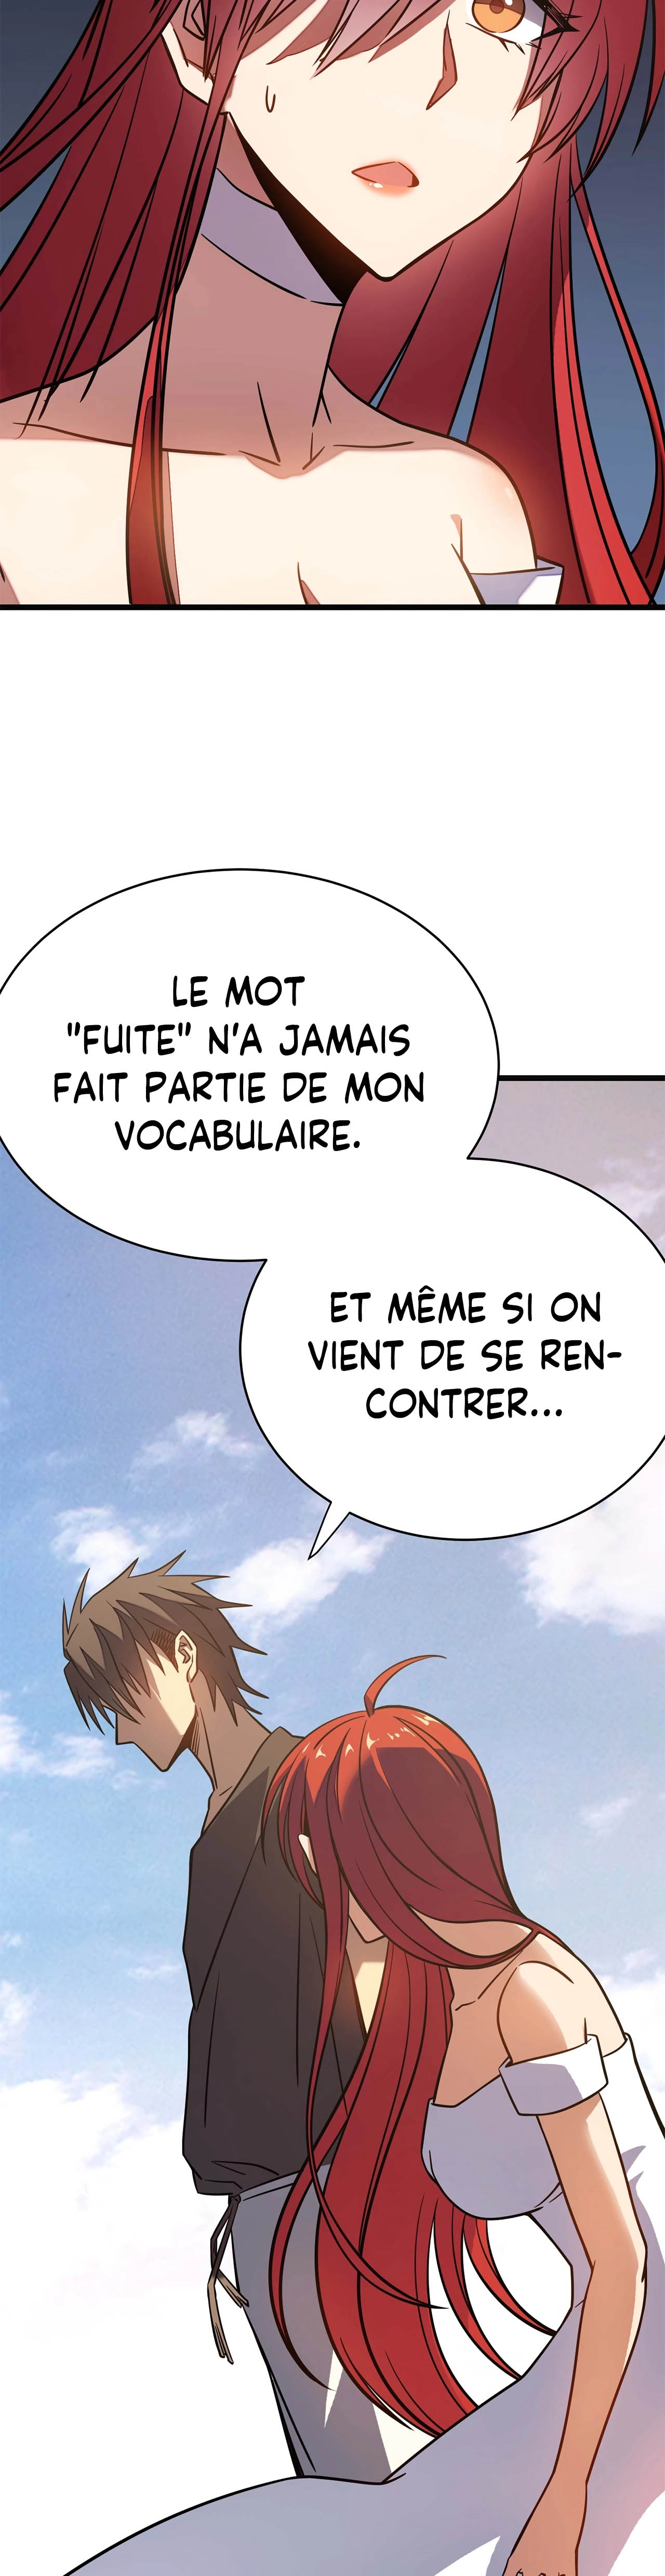 LE MOT
"FUITE" N'A JAMAIS
FAIT PARTIE DE MON
VOCABULAIRE.
ET MÊME SI ON
VIENT DE SE REN-
CONTRER...